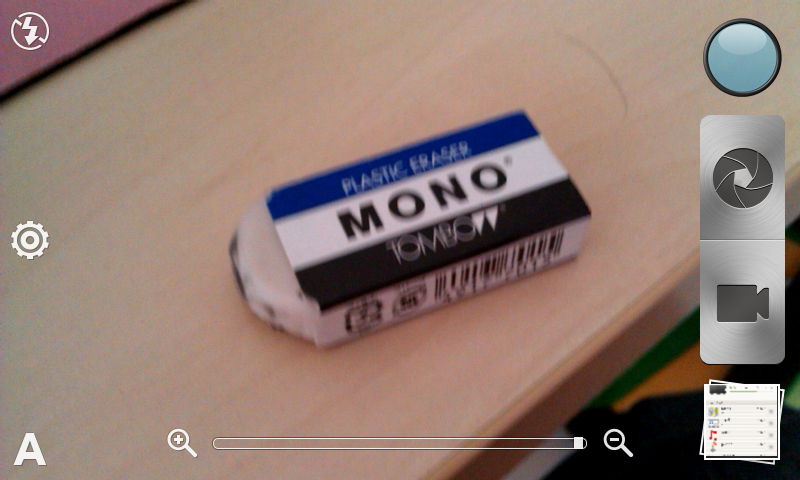 PLASTIC ERASER
MONO®
TOMBOW
A